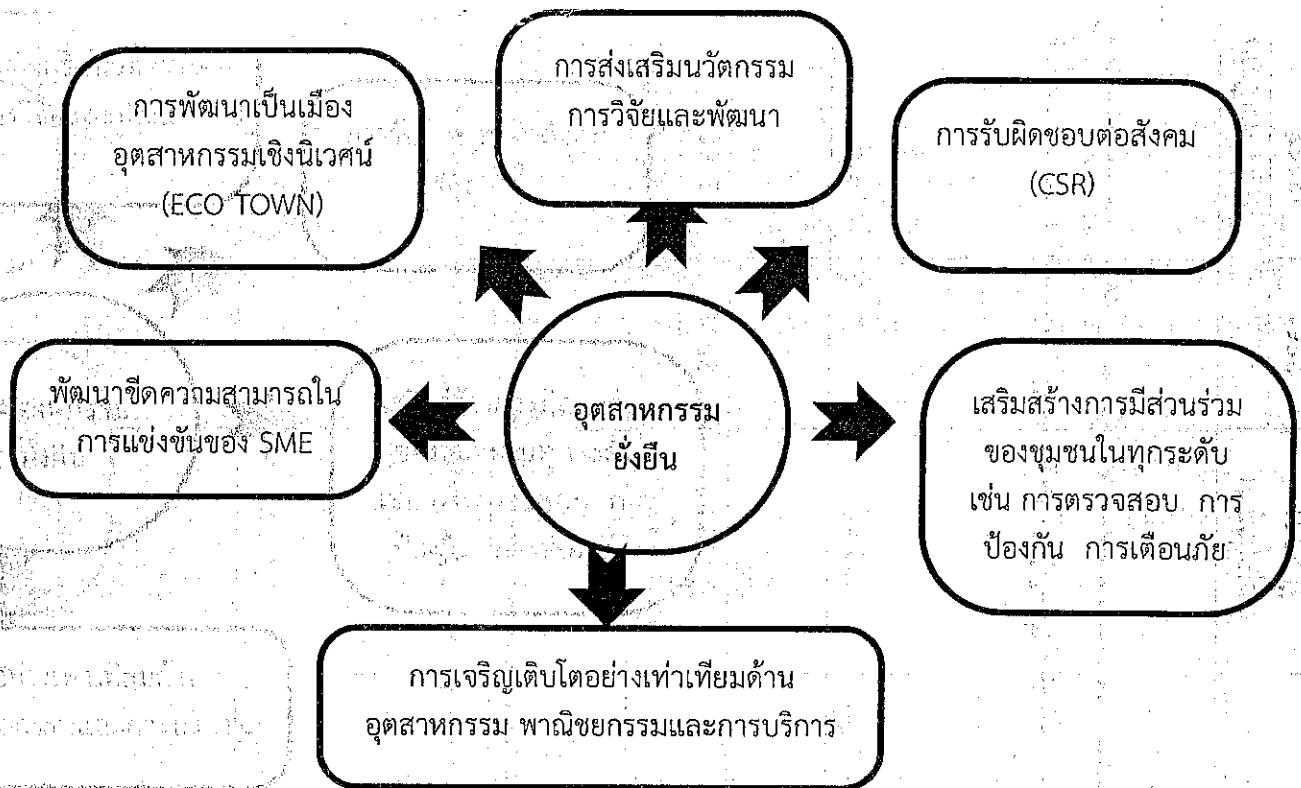 การส่งเสริมนวัตกรรม
การวิจัยและพัฒนา
การพัฒนาเป็นเมือง
อุตสาหกรรมเชิงนิเวศน์
(ECO TOWN)
การรับผิดชอบต่อสังคม
(CSR)
พัฒนาขีดความสามารถใน
การแข่งขันของ SME
อุตสาหกรรม
ยั่งยืน
เสริมสร้างการมีส่วนร่วม
ของชุมชนในทุกระดับ
เช่น การตรวจสอบ การ
ป้องกัน การเตือนภัย
การเจริญเติบโตอย่างเท่าเทียมด้าน
อุตสาหกรรม พาณิชยกรรมและการบริการ